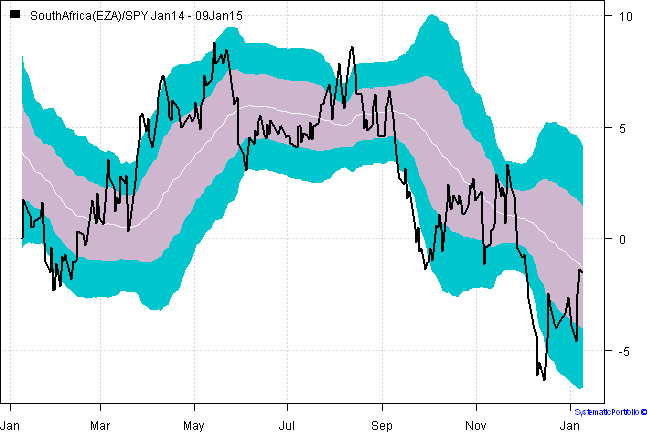 SouthAfrica(EZA)/SPY Jan14 - 09Jan15
10
5
0
-5
Jan Mar May Jul Sep Nov Jan
SystematicPortfolio ©